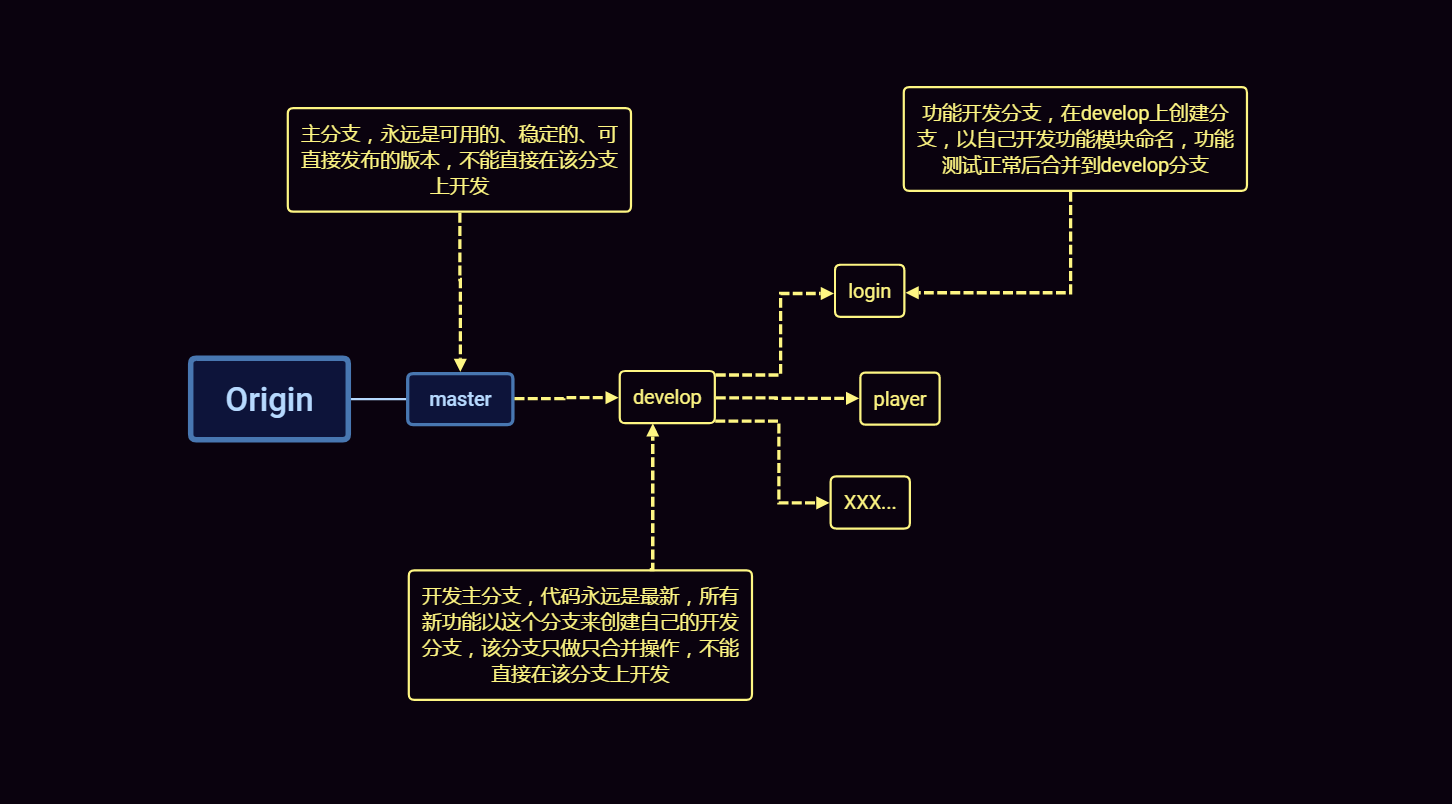 功能开发分支，在develop上创建分
支，以自己开发功能模块命名，功能
测试正常后合并到develop分支
主分支，永远是可用的、稳定的、可
直接发布的版本，不能直接在该分支
上开发
login
Origin
master
develop
player
XXX...
开发主分支，代码永远是最新，所有
新功能以这个分支来创建自己的开发
分支，该分支只做只合并操作，不能
直接在该分支上开发